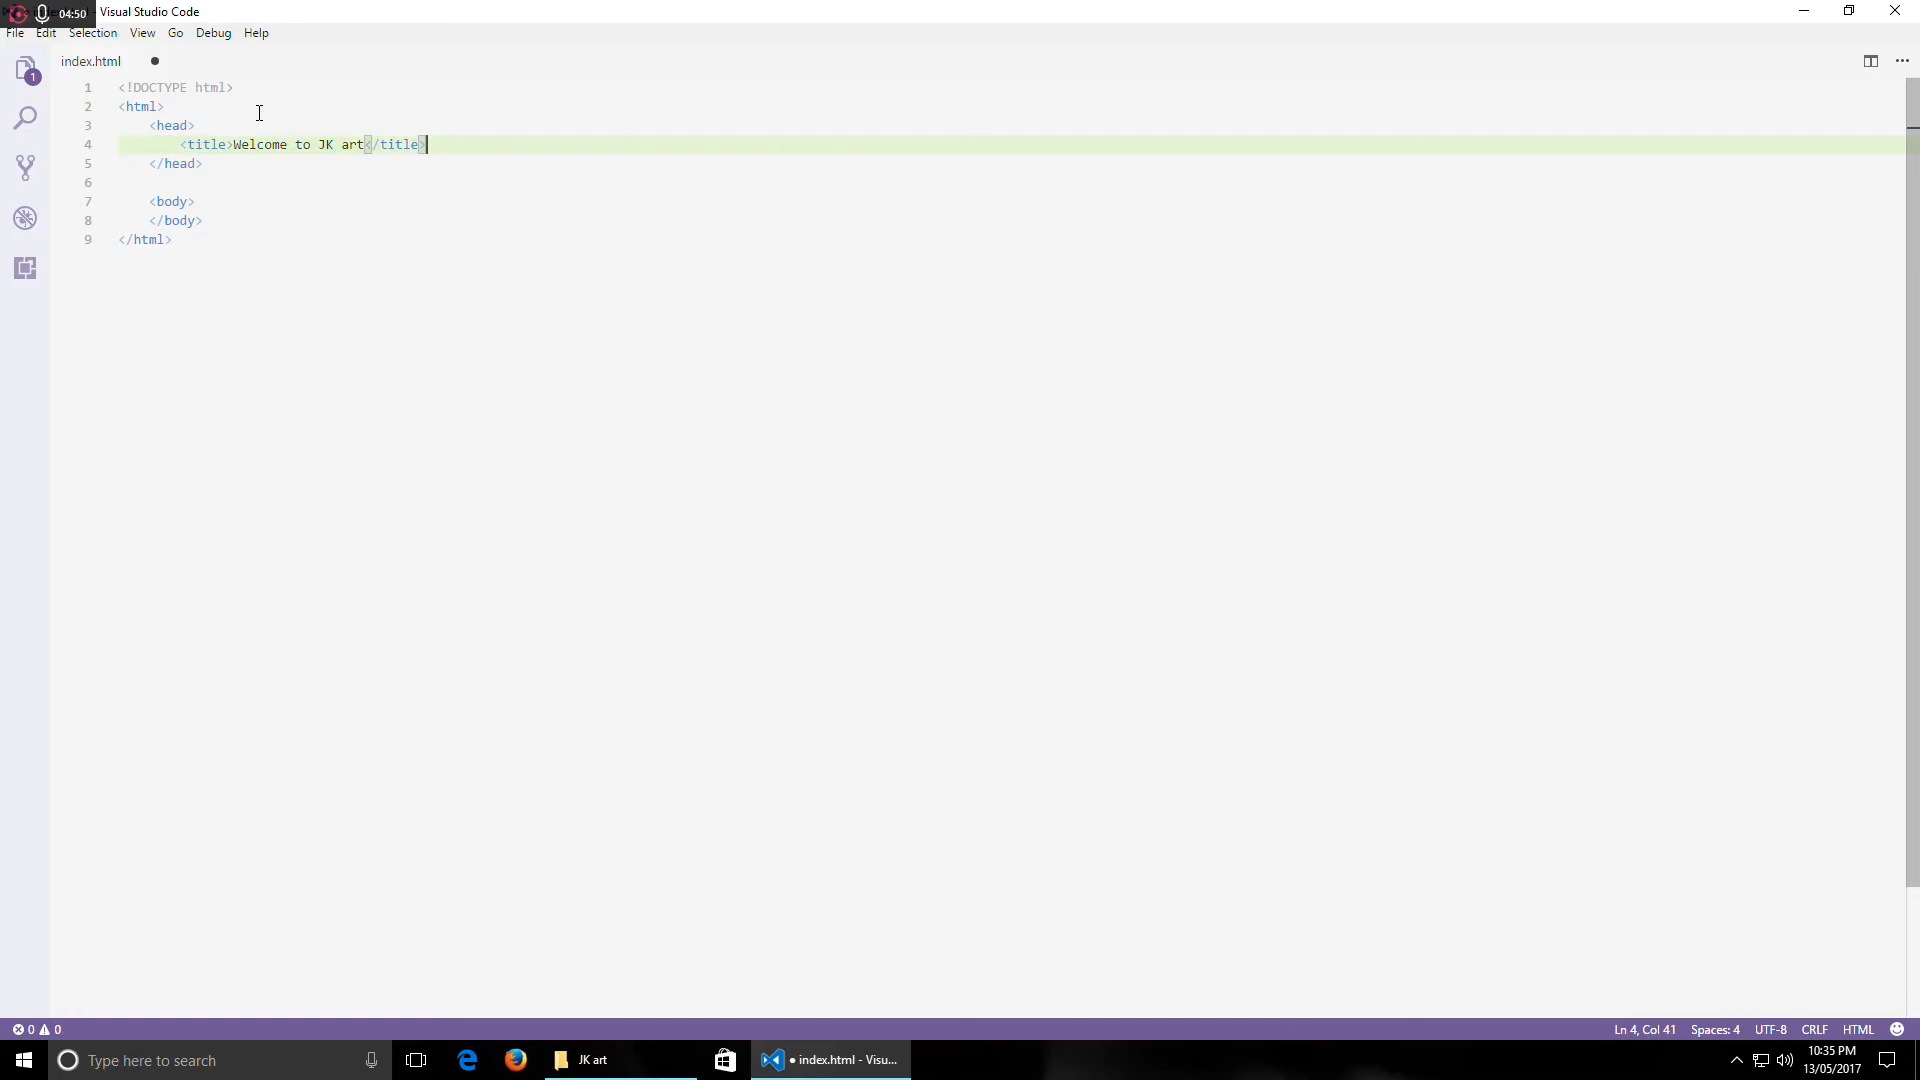 04:50 - Visual Studio Code
File Edit Selection View Go Debug Help
index.html
1
1 <!DOCTYPE html>
2 <html>
3 <head>
4 <title>Welcome to JK art</title>
5 </head>
6
7 <body>
8 </body>
9 </html>
0 0 Ln 4, Col 41 Spaces: 4 UTF-8 CRLF HTML
Type here to search JK art ● index.html - Visu... 10:35 PM
13/05/2017